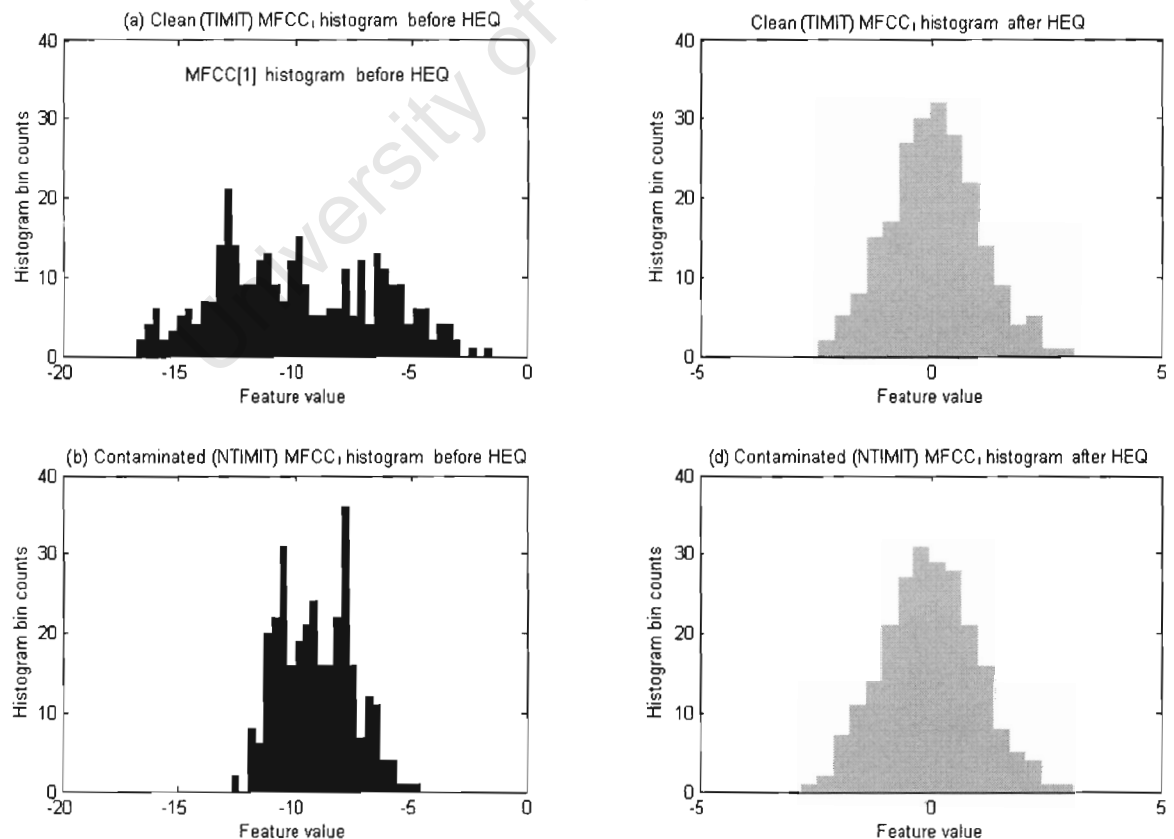 (a) Clean (TIMIT) MFCC₁ histogram before HEQ
40
30
20
10
0
Histogram bin counts
MFCC[1] histogram before HEQ
-20
-15
-10
-5
0
Feature value
Clean (TIMIT) MFCC₁ histogram after HEQ
40
30
20
10
0
Histogram bin counts
-5
0
5
Feature value
(b) Contaminated (NTIMIT) MFCC₁ histogram before HEQ
40
30
20
10
0
Histogram bin counts
-20
-15
-10
-5
0
Feature value
(d) Contaminated (NTIMIT) MFCC₁ histogram after HEQ
40
30
20
10
0
Histogram bin counts
-5
0
5
Feature value
University of